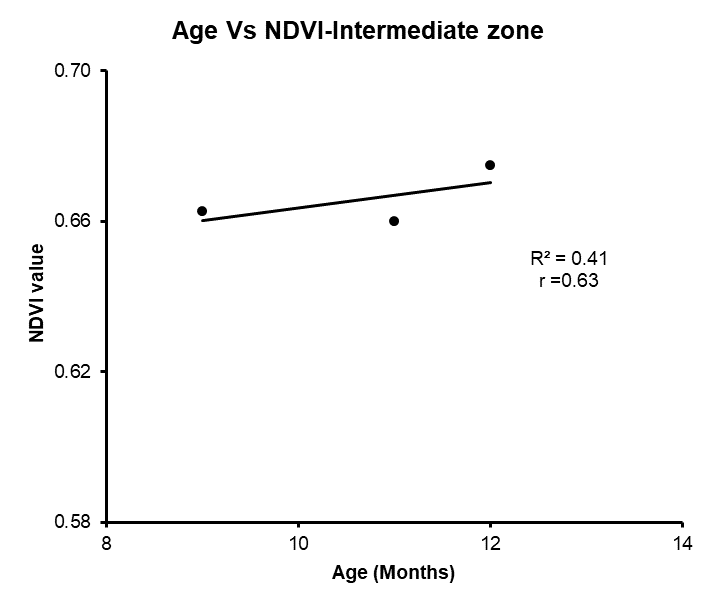 Age Vs NDVI-Intermediate zone
0.70
0.66
0.62
0.58
NDVI value
R² = 0.41
r =0.63
8
10
12
14
Age (Months)